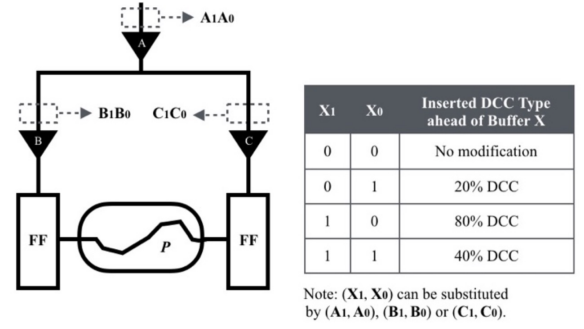 A1A0
A
B1B0 C1C0
B C
FF P FF
X1 X0 Inserted DCC Type
ahead of Buffer X
0 0 No modification
0 1 20% DCC
1 0 80% DCC
1 1 40% DCC
Note: (X1, X0) can be substituted
by (A1, A0), (B1, B0) or (C1, C0).